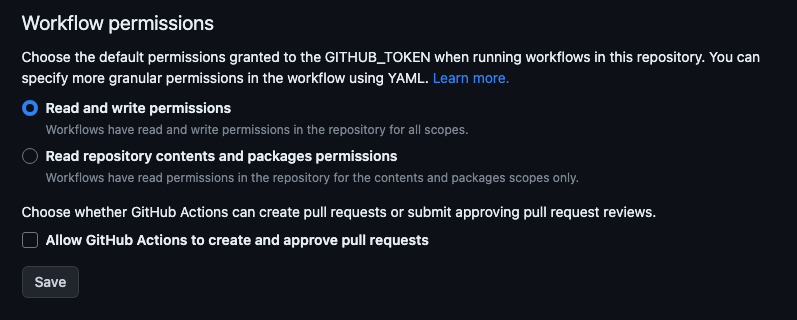 Workflow permissions
Choose the default permissions granted to the GITHUB_TOKEN when running workflows in this repository. You can
specify more granular permissions in the workflow using YAML. Learn more.
Read and write permissions
Workflows have read and write permissions in the repository for all scopes.
Read repository contents and packages permissions
Workflows have read permissions in the repository for the contents and packages scopes only.
Choose whether GitHub Actions can create pull requests or submit approving pull request reviews.
Allow GitHub Actions to create and approve pull requests
Save